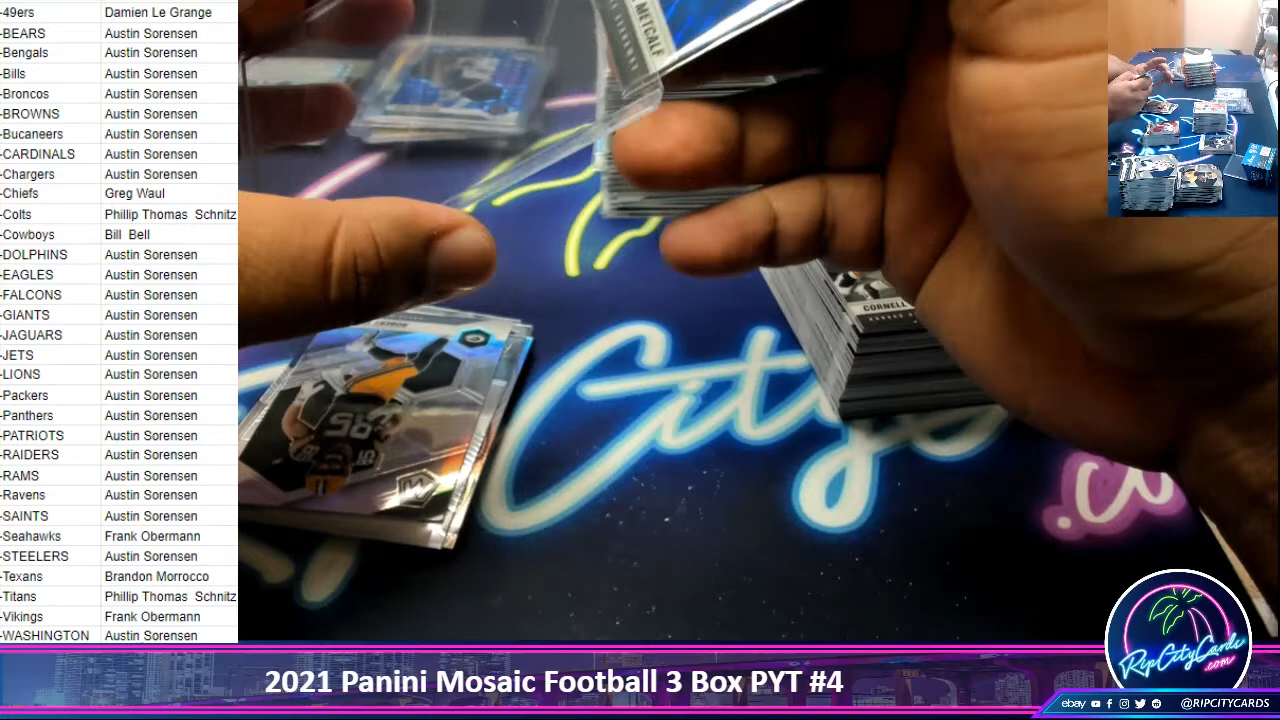 -49ers Damien Le Grange
-BEARS Austin Sorensen
-Bengals Austin Sorensen
-Bills Austin Sorensen
-Broncos Austin Sorensen
-BROWNS Austin Sorensen
-Bucaneers Austin Sorensen
-CARDINALS Austin Sorensen
-Chargers Austin Sorensen
-Chiefs Greg Waul
-Colts Phillip Thomas Schnitz
-Cowboys Bill Bell
-DOLPHINS Austin Sorensen
-EAGLES Austin Sorensen
-FALCONS Austin Sorensen
-GIANTS Austin Sorensen
-JAGUARS Austin Sorensen
-JETS Austin Sorensen
-LIONS Austin Sorensen
-Packers Austin Sorensen
-Panthers Austin Sorensen
-PATRIOTS Austin Sorensen
-RAIDERS Austin Sorensen
-RAMS Austin Sorensen
-Ravens Austin Sorensen
-SAINTS Austin Sorensen
-Seahawks Frank Obermann
-STEELERS Austin Sorensen
-Texans Brandon Morrocco
-Titans Phillip Thomas Schnitz
-Vikings Frank Obermann
-WASHINGTON Austin Sorensen
METCALF
CORNELL
City
85
RipCityCards
.com
2021 Panini Mosaic Football 3 Box PYT #4
ebay @RIPCITYCARDS